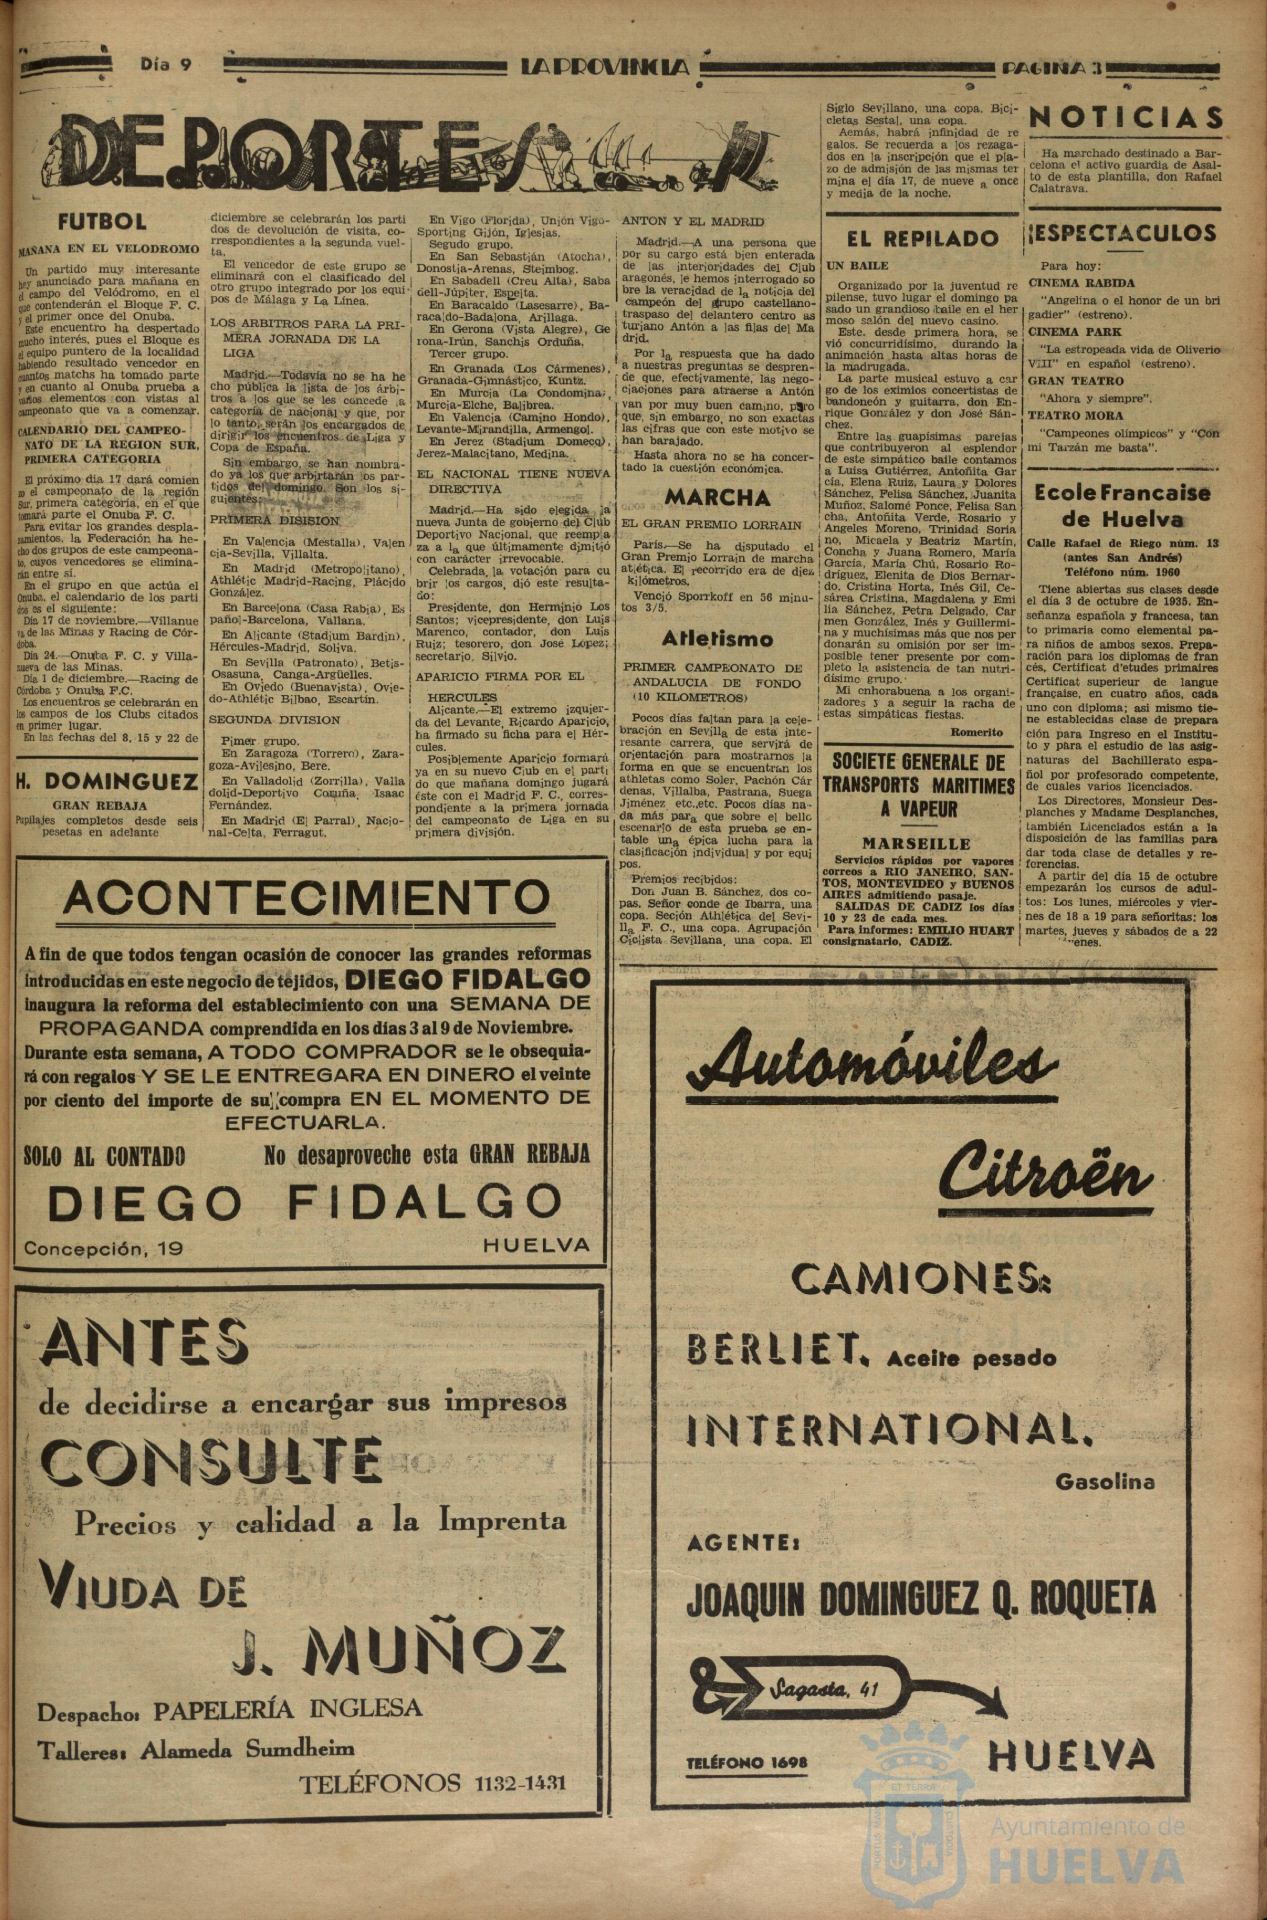 Día 9
LA PROVINCIA
PAGINA 3
DEPORTES
FUTBOL
MAÑANA EN EL VELODROMO
Un partido muy interesante
hay anunciado para mañana en
el campo del Velódromo, en el
que contenderán el Bloque F. C.
y el primer once del Onuba.
Este encuentro ha despertado
mucho interés, pues el Bloque es
el equipo puntero de la localidad
habiendo resultado vencedor en
cuantos matchs ha tomado parte
y en cuanto al Onuba prueba a
varios elementos con vistas al
campeonato que va a comenzar.
CALENDARIO DEL CAMPEO-
NATO DE LA REGION SUR,
PRIMERA CATEGORIA
El próximo día 17 dará comien
zo el campeonato de la región
Sur, primera categoría, en el que
tomará parte el Onuba F. C.
Para evitar los grandes despla-
zamientos, la Federación ha he-
cho dos grupos de este campeona-
to, cuyos vencedores se elimina-
rán entre sí.
En el grupo en que actúa el
Onuba, el calendario de los parti
dos es el siguiente:
Día 17 de noviembre.—Villanue
va de las Minas y Racing de Cór-
doba.
Día 24.—Onuba F. C. y Villa-
nueva de las Minas.
Día 1 de diciembre.—Racing de
Córdoba y Onuba F.C.
Los encuentros se celebrarán en
los campos de los Clubs citados
en primer lugar.
En las fechas del 8, 15 y 22 de
H. DOMINGUEZ
GRAN REBAJA
Pupilajes completos desde seis
pesetas en adelante
diciembre se celebrarán los parti
dos de devolución de visita, co-
rrespondientes a la segunda vuel-
ta.
El vencedor de este grupo se
eliminará con el clasificado del
otro grupo integrado por los equi
pos de Málaga y La Línea.
LOS ARBITROS PARA LA PRI-
MERA JORNADA DE LA
LIGA
Madrid.—Todavía no se ha he
cho pública la lista de los árbi-
tros a los que se les concede la
categoría de nacional y que, por
lo tanto, serán los encargados de
dirigir los encuentros de Liga y
Copa de España.
Sin embargo, se han nombra-
do ya los que arbitrarán los par-
tidos del domingo. Son los si-
guientes:
PRIMERA DISISION
En Valencia (Mestalla), Valen
cia-Sevilla, Villalta.
En Madrid (Metropolitano),
Athlétic Madrid-Racing, Plácido
González.
En Barcelona (Casa Rabia), Es
pañol-Barcelona, Vallana.
En Alicante (Stadium Bardin),
Hércules-Madrid, Soliva.
En Sevilla (Patronato), Betis-
Osasuna, Canga-Argüelles.
En Oviedo (Buenavista), Ovie-
do-Athlétic Bilbao, Escartín.
SEGUNDA DIVISION
Pimer grupo.
En Zaragoza (Torrero), Zara-
goza-Avilesino, Bere.
En Valladolid (Zorrilla), Valla
dolid-Deportivo Coruña, Isaac
Fernández.
En Madrid (El Parral), Nacio-
nal-Celta, Ferragut.
En Vigo (Florida), Unión Vigo-
Sporting Gijón, Iglesias.
Segudo grupo.
En San Sebastián (Atocha),
Donostia-Arenas, Steimbog.
En Sabadell (Creu Alta), Saba
dell-Júpiter, Espelta.
En Baracaldo (Lasesarre), Ba-
racaldo-Badalona, Arillaga.
En Gerona (Vista Alegre), Ge
rona-Irún, Sanchis Orduña.
Tercer grupo.
En Granada (Los Cármenes),
Granada-Gimnástico, Kuntz.
En Murcia (La Condomina,
Murcia-Elche, Balibrea.
En Valencia (Camino Hondo),
Levante-Mirandilla, Armengol.
En Jerez (Stadium Domecq),
Jerez-Malacitano, Medina.
EL NACIONAL TIENE NUEVA
DIRECTIVA
Madrid.—Ha sido elegida la
nueva Junta de gobierno del Club
Deportivo Nacional, que reempla
za a la que últimamente dimitió
con carácter irrevocable.
Celebrada, la votación para cu
brir los cargos, dió este resulta-
do:
Presidente, don Herminio Los
Santos; vicepresidente, don Luis
Marenco, contador, don Luis
Ruiz; tesorero, don José López;
secretario, Silvio.
APARICIO FIRMA POR EL
HERCULES
Alicante.—El extremo izquier-
da del Levante, Ricardo Aparicio,
ha firmado su ficha para el Hér-
cules.
Posiblemente Aparicio formará
ya en su nuevo Club en el parti
do que mañana domingo jugará
éste con el Madrid F. C., corres-
pondiente a la primera jornada
del campeonato de Liga en su
primera división.
ANTON Y EL MADRID
Madrid.—A una persona que
por su cargo está bien enterada
de las interioridades del Club
aragonés, le hemos interrogado so
bre la veracidad de la noticia del
campeón del grupo castellano-
traspaso del delantero centro as
turjano Antón a las filas del Ma
drid.
Por la respuesta que ha dado
a nuestras preguntas se despren-
de que, efectivamente, las nego-
ciaciones para atraerse a Antón
van por muy buen camino, pero
que, sin embargo, no son exactas
las cifras que con este motivo se
han barajado.
Hasta ahora no se ha concer-
tado la cuestión económica.
MARCHA
EL GRAN PREMIO LORRAIN
París.—Se ha disputado el
Gran Premio Lorrain de marcha
atlética. El recorrido era de diez
kilómetros.
Venció Sporrkoff en 56 minu-
tos 3/5.
Atletismo
PRIMER CAMPEONATO DE
ANDALUCIA DE FONDO
(10 KILOMETROS)
Pocos días faltan para la cele-
bración en Sevilla de esta inte-
resante carrera, que servirá de
orientación para mostrarnos la
forma en que se encuentran los
athletas como Soler, Pachón Cár
denas, Villalba, Pastrana, Suega
Jiménez etc.,etc. Pocos días na-
da más para que sobre el bello
escenario de esta prueba se en-
table una épica lucha para la
clasificación individual y por equi
pos.
Premios recibidos:
Don Juan B. Sánchez, dos co-
pas. Señor conde de Ibarra, una
copa. Seción Athlética del Sevi-
lla F. C., una copa. Agrupación
Ciclista Sevillana, una copa. El
Siglo Sevillano, una copa. Bici-
cletas Sestal, una copa.
Aemás, habrá infinidad de re
galos. Se recuerda a los rezaga-
dos en la inscripción que el pla-
zo de admisión de las mismas ter
mina el día 17, de nueve a once
y media de la noche.
EL REPILADO
UN BAILE
Organizado por la juventud re
pilense, tuvo lugar el domingo pa
sado un grandioso baile en el her
moso salón del nuevo casino.
Este, desde primera hora, se
vió concurridísimo, durando la
animación hasta altas horas de
la madrugada.
La parte musical estuvo a car
go de los eximios concertistas de
bandoneón y guitarra, don En-
rique González y don José Sán-
chez.
Entre las guapísimas parejas
que contribuyeron al esplendor
de este simpático baile contamos
a Luisa Gutiérrez, Antoñita Gar
cía, Elena Ruiz, Laura y Dolores
Sánchez, Felisa Sánchez, Juanita
Muñoz, Salomé Ponce, Felisa San
cha, Antoñita Verde, Rosario y
Angeles Moreno, Trinidad Soria
no, Micaela y Beatriz Martín,
Concha y Juana Romero, María
García, María Chú, Rosario Ro-
dríguez, Elenita de Dios Bernar-
do, Cristina Horta, Inés Gil, Ce-
sárea Cristina, Magdalena y Emi
lia Sánchez, Petra Delgado, Car
men González, Inés y Guillermi-
na y muchísimas más que nos per
donarán su omisión por ser im-
posible tener presente por com-
pleto la asistencia de tan nutri-
dísimo grupo.
Mi enhorabuena a los organi-
zadores y a seguir la racha de
estas simpáticas fiestas.
Romerito
SOCIETE GENERALE DE
TRANSPORTS MARITIMES
A VAPEUR
MARSEILLE
Servicios rápidos por vapores
correos a RIO JANEIRO, SAN-
TOS, MONTEVIDEO y BUENOS
AIRES admitiendo pasaje.
SALIDAS DE CADIZ los días
10 y 23 de cada mes.
Para informes: EMILIO HUART
consignatario, CADIZ.
NOTICIAS
Ha marchado destinado a Bar-
celona el activo guardia de Asal-
to de esta plantilla, don Rafael
Calatrava.
¡ESPECTACULOS
Para hoy:
CINEMA RABIDA
"Angelina o el honor de un bri
gadier" (estreno).
CINEMA PARK
"La estropeada vida de Oliverio
VIII" en español (estreno).
GRAN TEATRO
"Ahora y siempre".
TEATRO MORA
"Campeones olímpicos" y "Con
mi Tarzán me basta".
Ecole Francaise
de Huelva
Calle Rafael de Riego núm. 13
(antes San Andrés)
Teléfono núm. 1960
Tiene abiertas sus clases desde
el día 3 de octubre de 1935. En-
señanza española y francesa, tan
to primaria como elemental pa
ra niños de ambos sexos. Prepa-
ración para los diplomas de fran
cés, Certificat d'etudes primaires
Certificat superieur de langue
française, en cuatro años, cada
uno con diploma; asi mismo tie-
ne establecidas clase de prepara
ción para Ingreso en el Institu-
to y para el estudio de las asig-
naturas del Bachillerato espa-
ñol por profesorado competente,
de cuales varios licenciados.
Los Directores, Monsieur Des-
planches y Madame Desplanches,
también Licenciados están a la
disposición de las familias para
dar toda clase de detalles y re-
ferencias.
A partir del día 15 de octubre
empezarán los cursos de adul-
tos: Los lunes, miércoles y vier-
nes de 18 a 19 para señoritas; los
martes, jueves y sábados de a 22
ACONTECIMIENTO
A fin de que todos tengan ocasión de conocer las grandes reformas
introducidas en este negocio de tejidos, DIEGO FIDALGO
inaugura la reforma del establecimiento con una SEMANA DE
PROPAGANDA comprendida en los días 3 al 9 de Noviembre.
Durante esta semana, A TODO COMPRADOR se le obsequia-
rá con regalos Y SE LE ENTREGARA EN DINERO el veinte
por ciento del importe de su compra EN EL MOMENTO DE
EFECTUARLA.
SOLO AL CONTADO No desaproveche esta GRAN REBAJA
DIEGO FIDALGO
Concepción, 19 HUELVA
ANTES
de decidirse a encargar sus impresos
CONSULTE
Precios y calidad a la Imprenta
VIUDA DE
J. MUÑOZ
Despacho: PAPELERÍA INGLESA
Talleres: Alameda Sumdheim
TELÉFONOS 1132-1431
Automóviles
Citroën
CAMIONES:
BERLIET. Aceite pesado
INTERNATIONAL.
Gasolina
AGENTE:
JOAQUIN DOMINGUEZ Q. ROQUETA
Sagasta, 41
TELÉFONO 1698
HUELVA
Ayuntamiento de
HUELVA